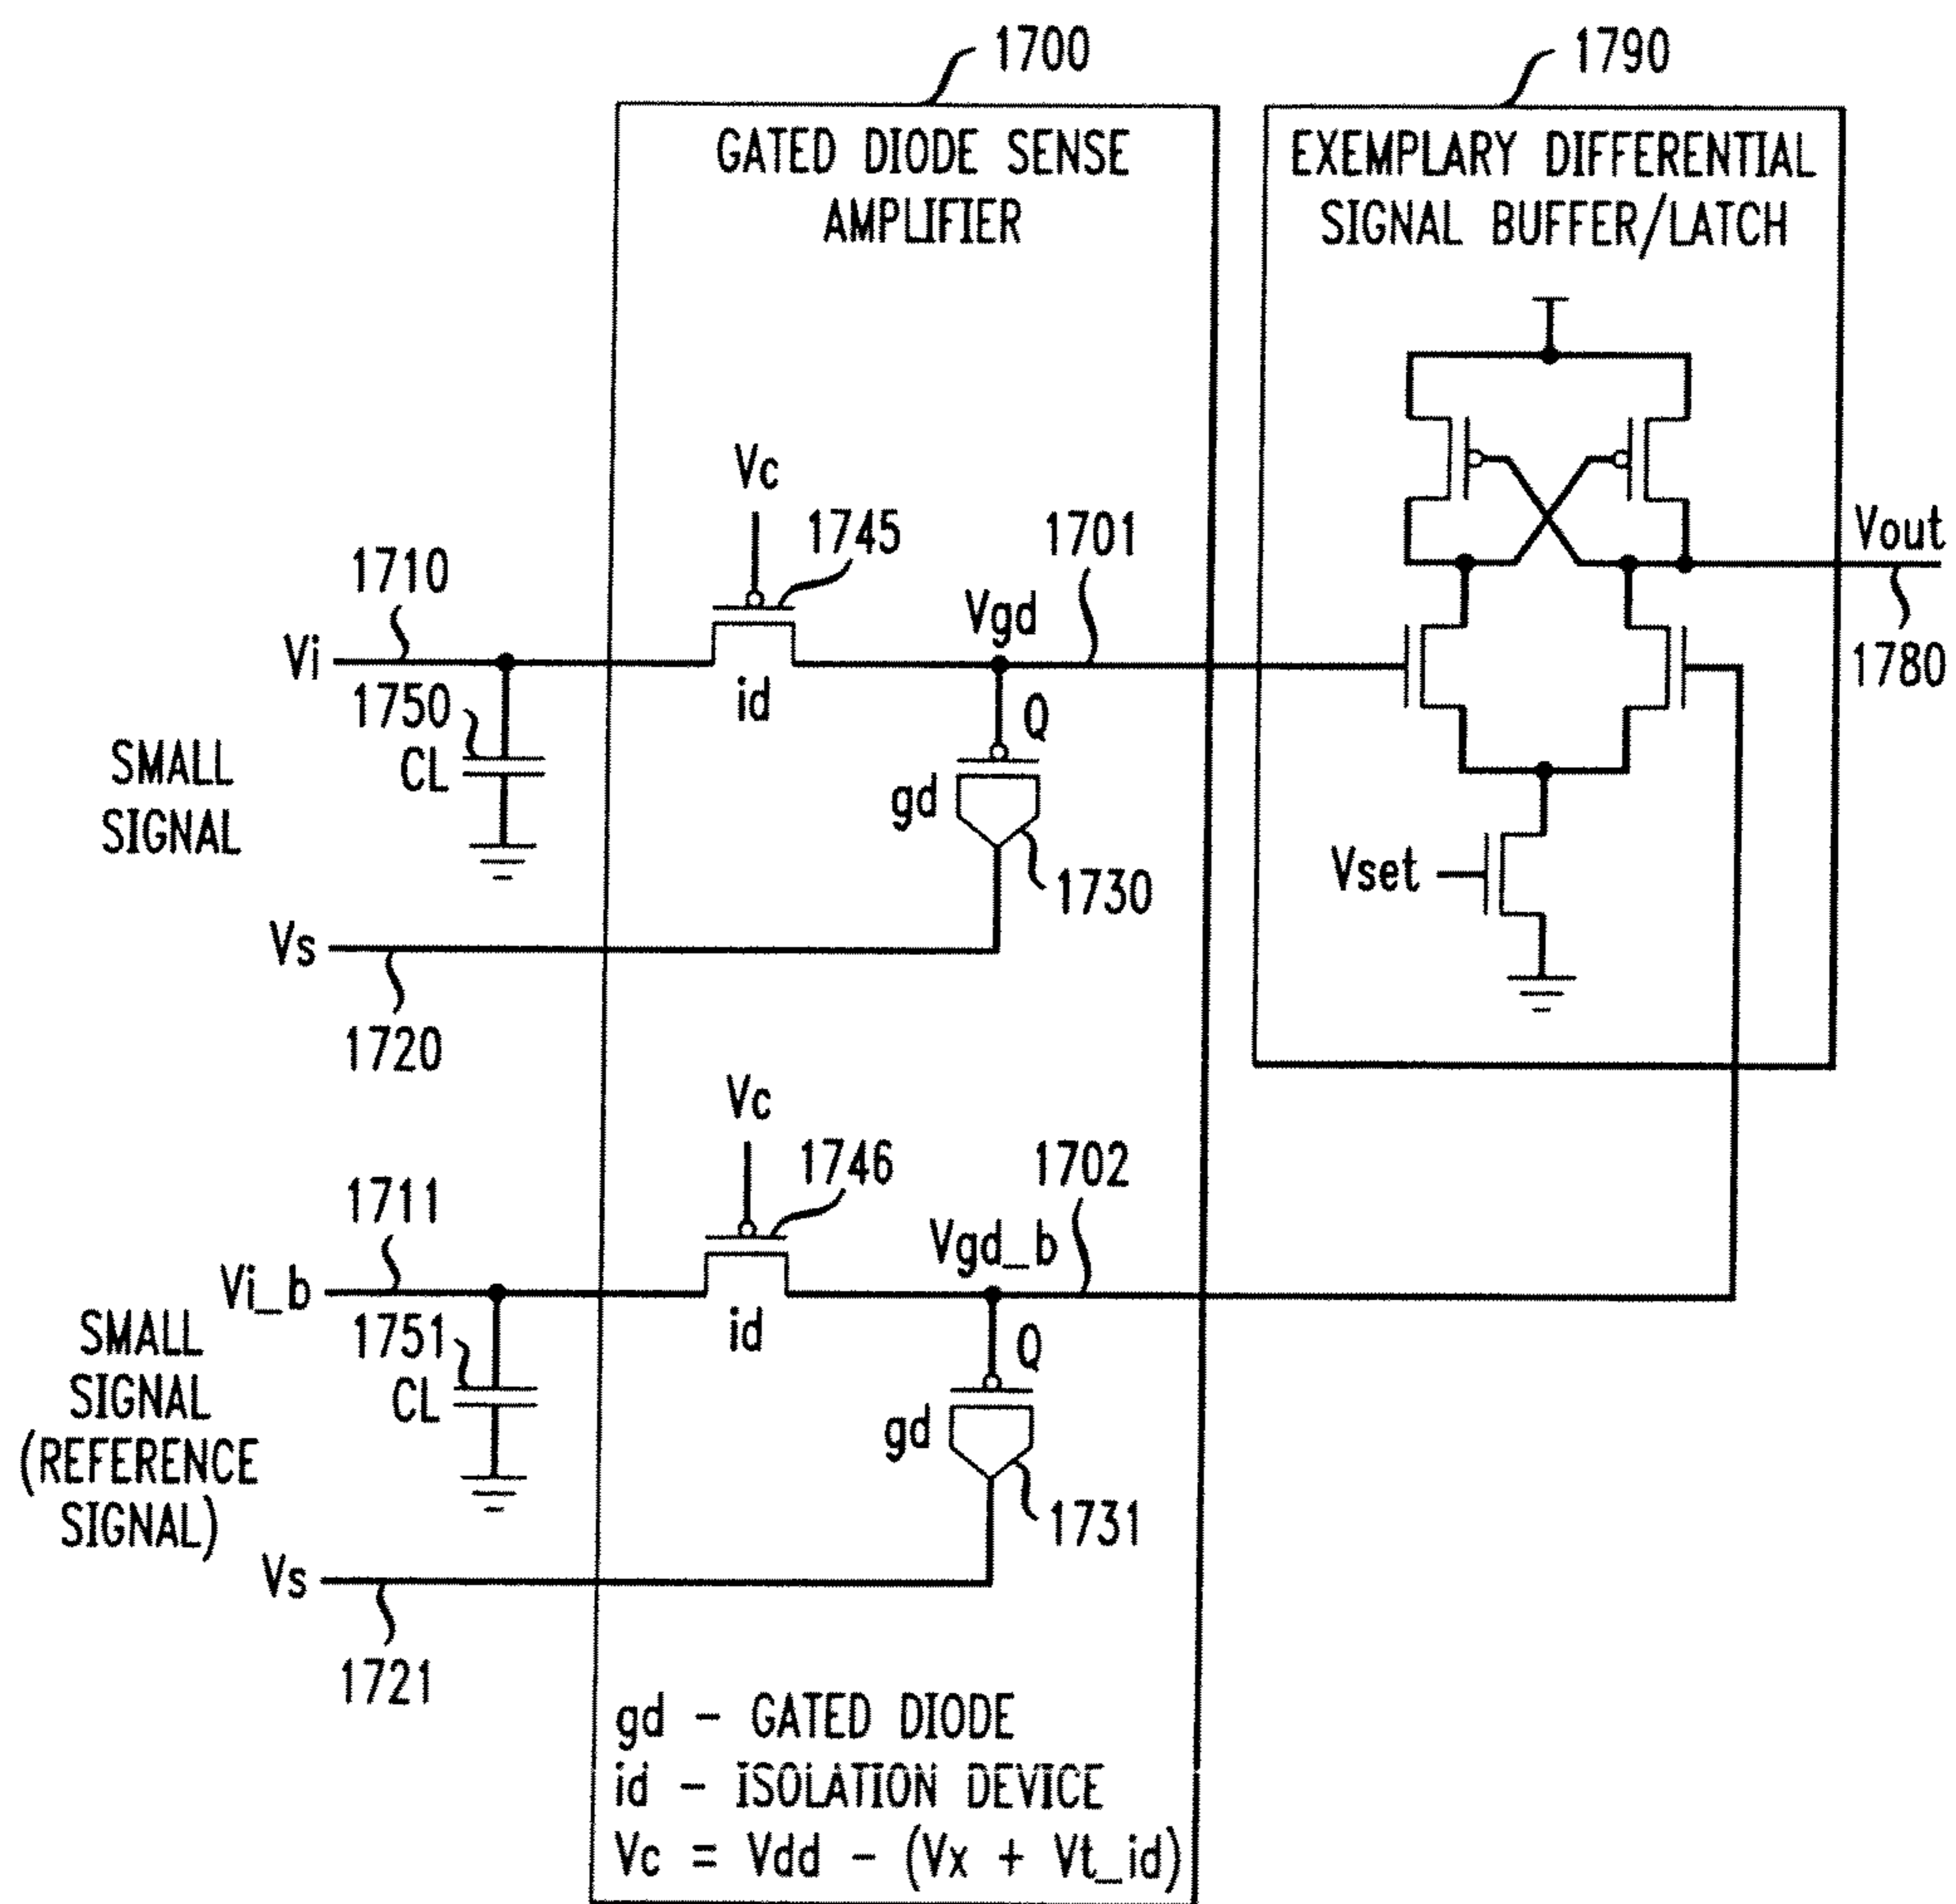 1700
1790
GATED DIODE SENSE
AMPLIFIER
EXEMPLARY DIFFERENTIAL
SIGNAL BUFFER/LATCH
Vc
1745
1701
Vout
1710
Vgd
Vi
1780
1750
id
Q
CL
SMALL
SIGNAL
gd
1730
Vset
Vs
1720
Vc
1746
1702
1711
Vgd_b
Vi_b
1751
id
Q
CL
SMALL
SIGNAL
(REFERENCE
SIGNAL)
gd
1731
Vs
1721
gd - GATED DIODE
id - ISOLATION DEVICE
Vc = Vdd - (Vx + Vt_id)